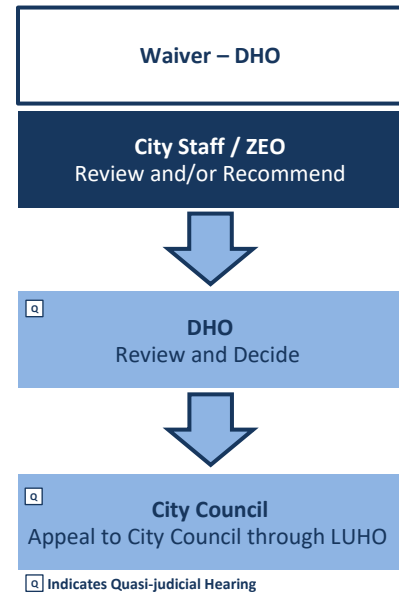 Waiver – DHO
City Staff / ZEO
Review and/or Recommend
Q
DHO
Review and Decide
Q
City Council
Appeal to City Council through LUHO
Q Indicates Quasi-judicial Hearing